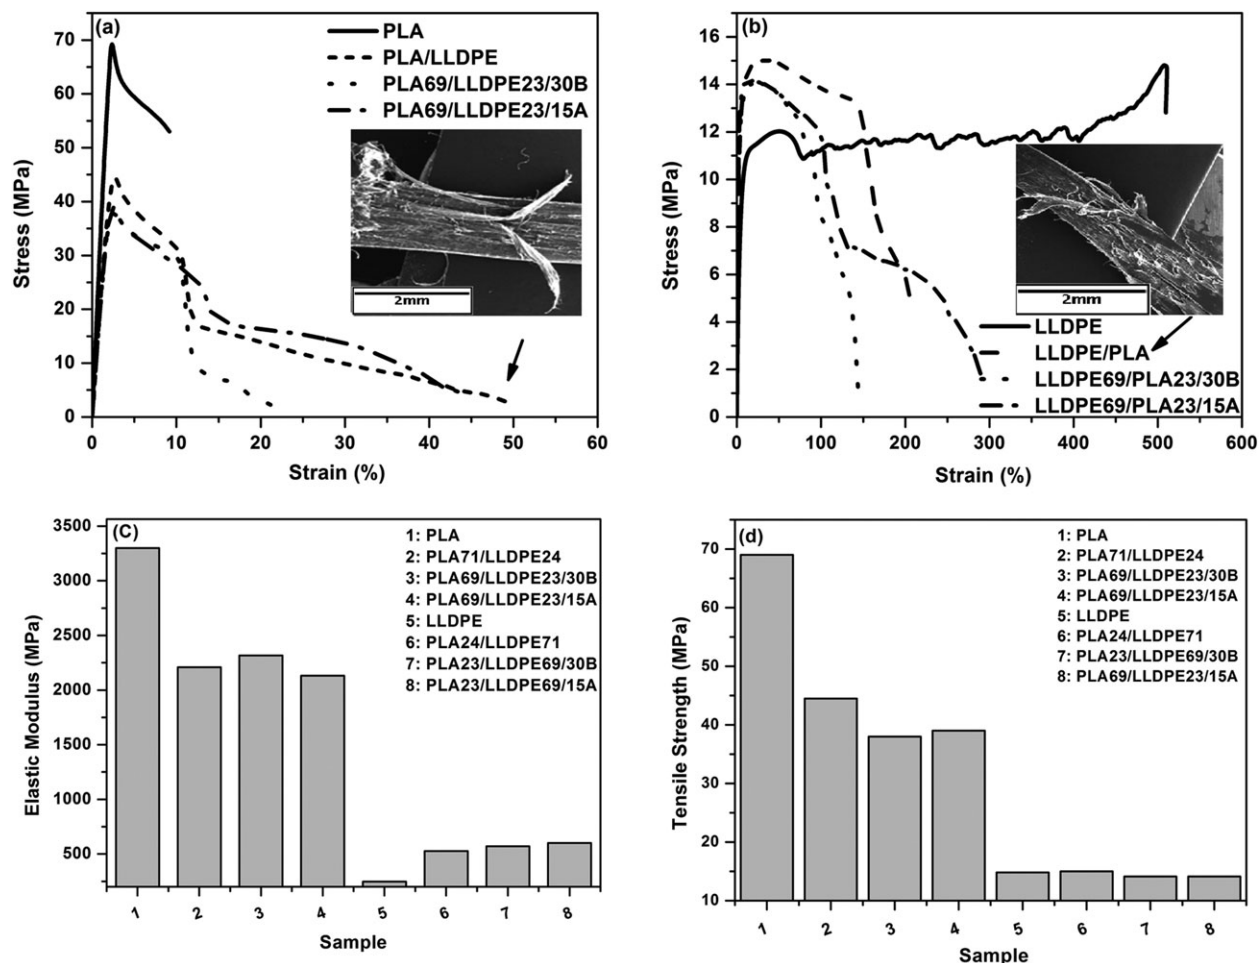 (a)
PLA
PLA/LLDPE
PLA69/LLDPE23/30B
PLA69/LLDPE23/15A
2mm
70
60
50
40
30
20
10
0
Stress (MPa)
0 10 20 30 40 50 60
Strain (%)
(b)
16
14
12
10
8
6
4
2
0
Stress (MPa)
2mm
LLDPE
LLDPE/PLA
LLDPE69/PLA23/30B
LLDPE69/PLA23/15A
0 100 200 300 400 500 600
Strain (%)
(C)
3500
3000
2500
2000
1500
1000
500
Elastic Modulus (MPa)
1: PLA
2: PLA71/LLDPE24
3: PLA69/LLDPE23/30B
4: PLA69/LLDPE23/15A
5: LLDPE
6: PLA24/LLDPE71
7: PLA23/LLDPE69/30B
8: PLA23/LLDPE69/15A
1 2 3 4 5 6 7 8
Sample
(d)
70
60
50
40
30
20
10
Tensile Strength (MPa)
1: PLA
2: PLA71/LLDPE24
3: PLA69/LLDPE23/30B
4: PLA69/LLDPE23/15A
5: LLDPE
6: PLA24/LLDPE71
7: PLA23/LLDPE69/30B
8: PLA69/LLDPE23/15A
1 2 3 4 5 6 7 8
Sample